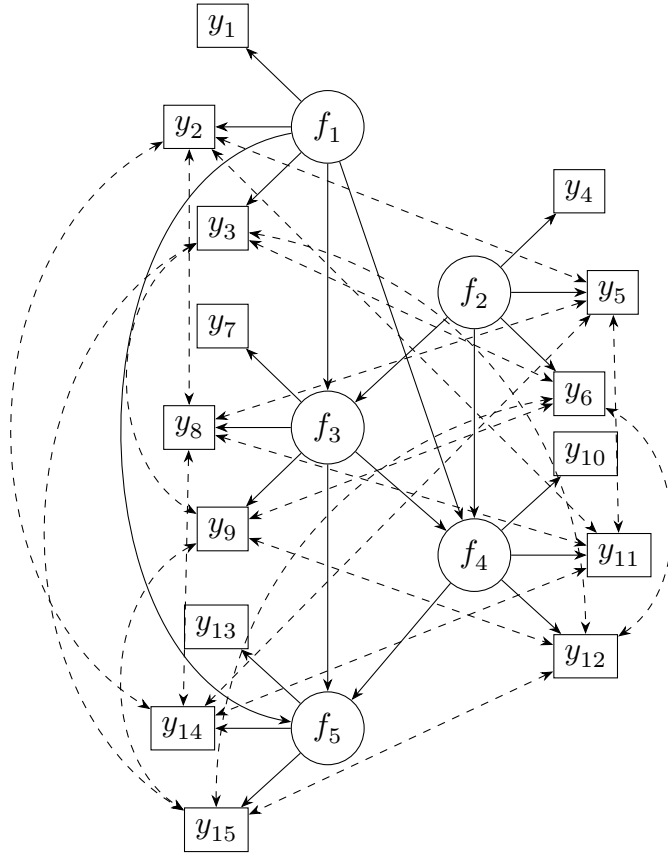 y₁
y₂
f₁
y₄
y₃
f₂
y₅
y₇
y₆
y₈
f₃
y₁₀
y₉
f₄
y₁₁
y₁₃
y₁₂
y₁₄
f₅
y₁₅